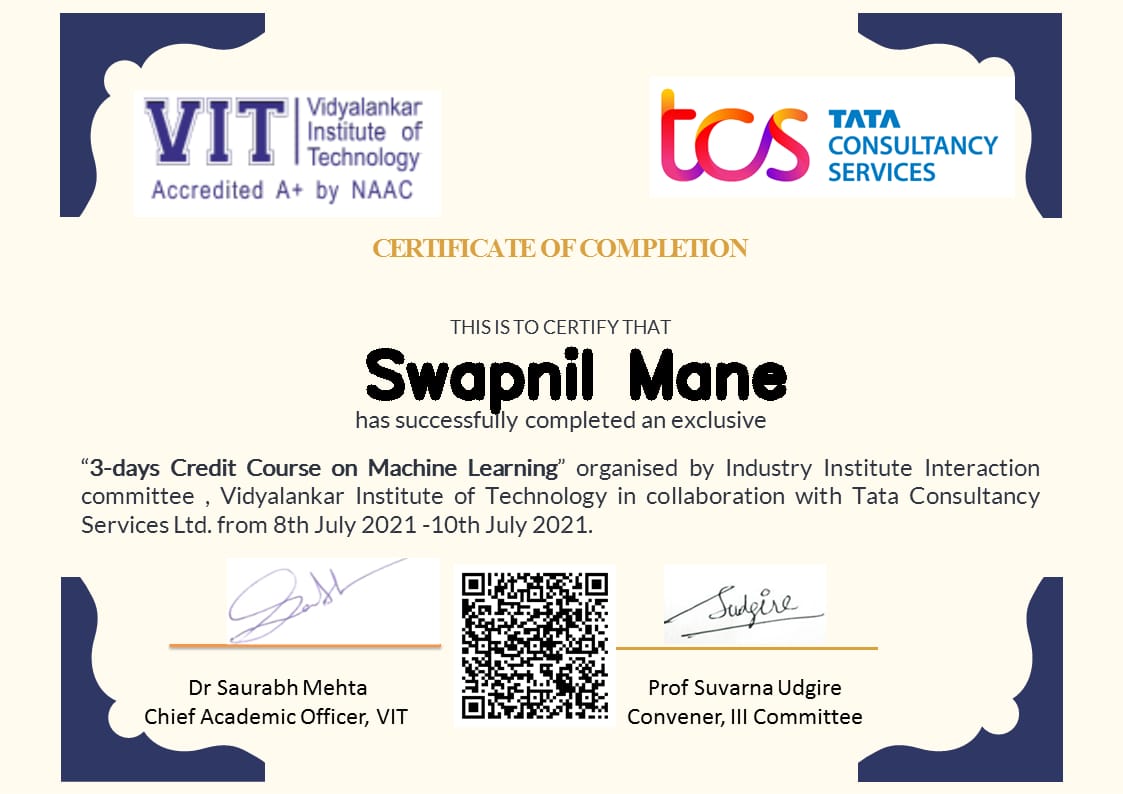 VIT
Vidyalankar
Institute of
Technology
Accredited A+ by NAAC
tcs
TATA
CONSULTANCY
SERVICES
CERTIFICATE OF COMPLETION
THIS IS TO CERTIFY THAT
Swapnil Mane
has successfully completed an exclusive
“3-days Credit Course on Machine Learning” organised by Industry Institute Interaction
committee , Vidyalankar Institute of Technology in collaboration with Tata Consultancy
Services Ltd. from 8th July 2021 -10th July 2021.
Sudgire
Dr Saurabh Mehta
Chief Academic Officer, VIT
Prof Suvarna Udgire
Convener, III Committee